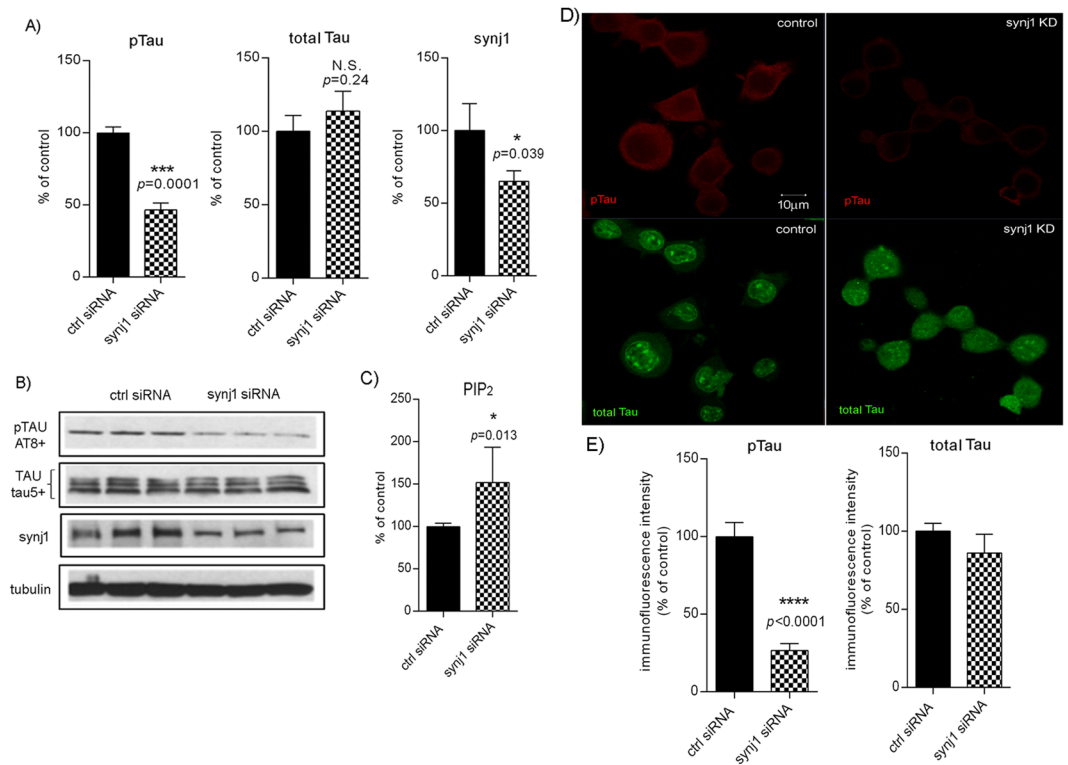 A)
pTau
% of control
150
100
50
0
***
p=0.0001
ctrl siRNA
synj1 siRNA
total Tau
% of control
150
100
50
0
N.S.
p=0.24
ctrl siRNA
synj1 siRNA
synj1
% of control
150
100
50
0
*
p=0.039
ctrl siRNA
synj1 siRNA
B)
ctrl siRNA synj1 siRNA
pTAU
AT8+
TAU
tau5+
synj1
tubulin
C)
PIP2
% of control
250
200
150
100
50
0
*
p=0.013
ctrl siRNA
synj1 siRNA
D)
control
pTau
10μm
synj1 KD
pTau
control
total Tau
synj1 KD
total Tau
E)
pTau
immunofluorescence intensity
(% of control)
150
100
50
0
****
p<0.0001
ctrl siRNA
synj1 siRNA
total Tau
immunofluorescence intensity
(% of control)
150
100
50
0
ctrl siRNA
synj1 siRNA